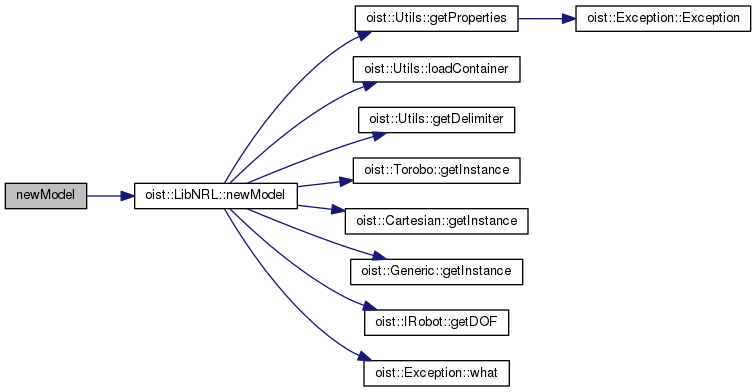 newModel
oist::LibNRL::newModel
oist::Utils::getProperties
oist::Exception::Exception
oist::Utils::loadContainer
oist::Utils::getDelimiter
oist::Torobo::getInstance
oist::Cartesian::getInstance
oist::Generic::getInstance
oist::IRobot::getDOF
oist::Exception::what